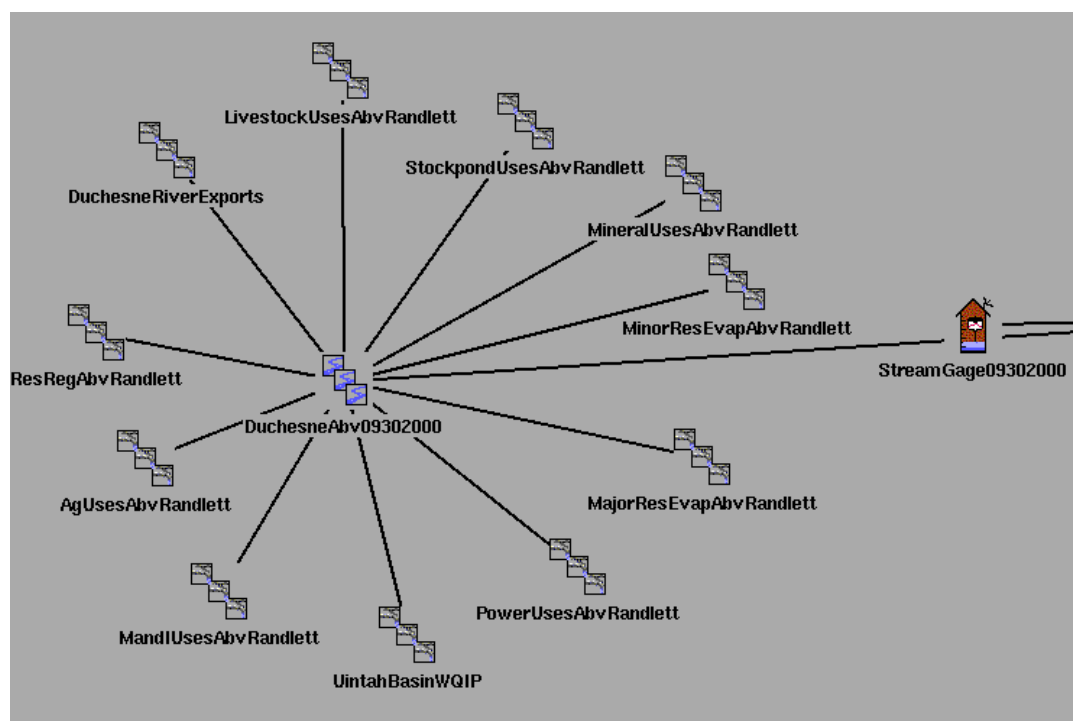 LivestockUsesAbvRandlett
StockpondUsesAbvRandlett
DuchesneRiverExports
MineralUsesAbvRandlett
MinorResEvapAbvRandlett
ResRegAbvRandlett
StreamGage09302000
DuchesneAbv09302000
AgUsesAbvRandlett
MajorResEvapAbvRandlett
MandIUsesAbvRandlett
PowerUsesAbvRandlett
UintahBasinWQIP